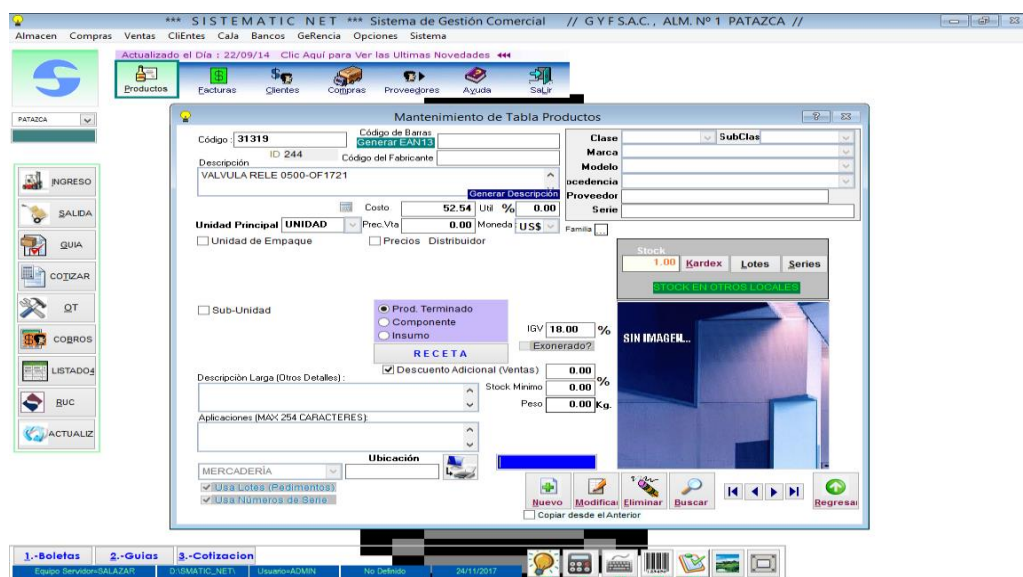 *** SISTEMATIC NET *** Sistema de Gestión Comercial // G Y F S.A.C. , ALM. Nº 1 PATAZCA //
Almacen Compras Ventas CliEntes CaJa Bancos GeRencia Opciones Sistema
Actualizado el Día : 22/09/14 Clic Aquí para Ver las Ultimas Novedades
Productos Facturas Clientes Compras Proveedores Ayuda SaLir
PATAZCA
INGRESO
SALIDA
GUIA
COTIZAR
OT
COBROS
LISTADO4
RUC
ACTUALIZ
Mantenimiento de Tabla Productos
Código : 31319
Código de Barras
Generar EAN13
ID 244
Código del Fabricante
Descripción
VALVULA RELE 0500-OF1721
Generar Descripción
Clase SubClas
Marca
Modelo
ocedencia
Proveedor
Serie
Costo 52.54 Util % 0.00
Unidad Principal UNIDAD Prec.Vta 0.00 Moneda US$
Familia ...
Unidad de Empaque Precios Distribuidor
Stock
1.00 Kardex Lotes Series
STOCK EN OTROS LOCALES
Sub-Unidad
Prod. Terminado
Componente
Insumo
RECETA
IGV 18.00 %
Exonerado?
SIN IMAGEN...
Descuento Adicional (Ventas) 0.00 %
Descripciòn Larga (Otros Detalles) :
Stock Minimo 0.00
Peso 0.00 Kg.
Aplicaciones (MAX 254 CARACTERES):
Ubicación
MERCADERÌA
Usa Lotes (Pedimentos)
Usa Números de Serie
Nuevo Modificar Eliminar Buscar Regresar
Copiar desde el Anterior
1.-Boletas 2.-Guias 3.-Cotizacion
Equipo Servidor=SALAZAR D:\SMATIC_NET\ Usuario=ADMIN No Definido 24/11/2017